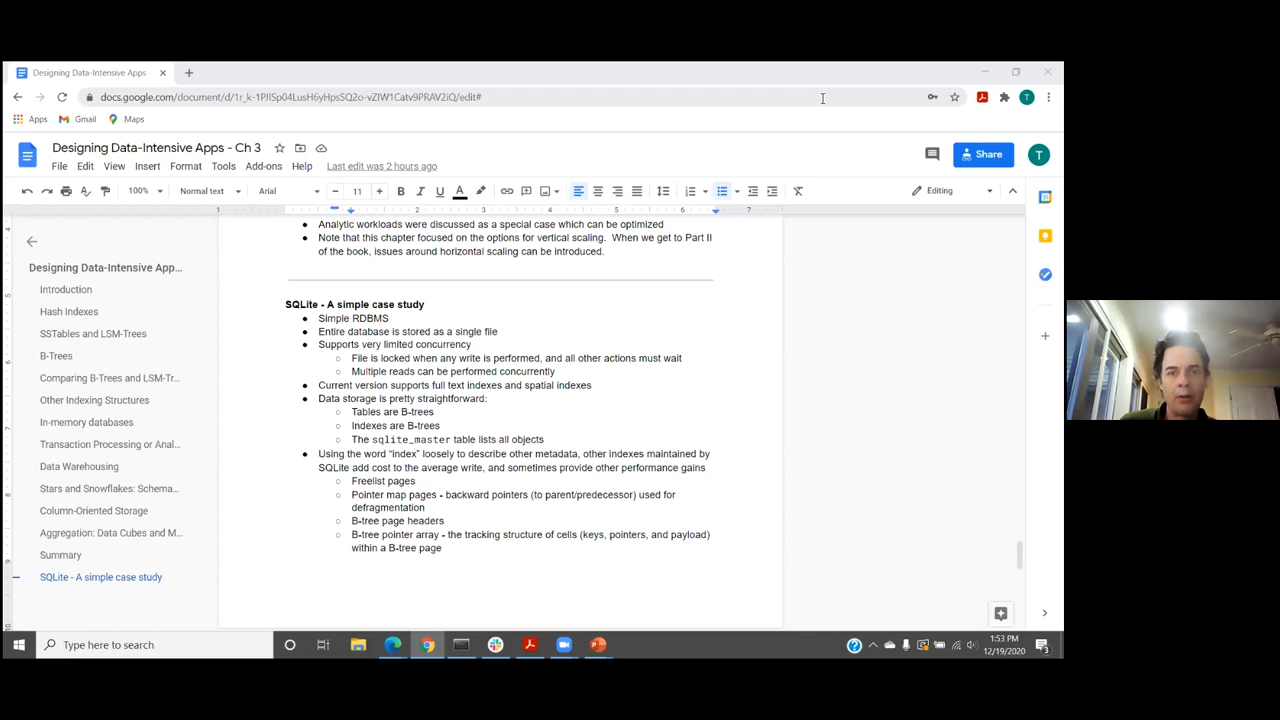 Designing Data-Intensive Apps
docs.google.com/document/d/1r_k-1PJlSp04LusH6yHpsSQ2o-vZIW1Catv9PRAV2iQ/edit#
Apps Gmail Maps
Designing Data-Intensive Apps - Ch 3
File Edit View Insert Format Tools Add-ons Help Last edit was 2 hours ago
Share
T
T
100% Normal text Arial 11 Editing
1 2 3 4 5 6 7
Designing Data-Intensive App...
Introduction
Hash Indexes
SSTables and LSM-Trees
B-Trees
Comparing B-Trees and LSM-Tr...
Other Indexing Structures
In-memory databases
Transaction Processing or Anal...
Data Warehousing
Stars and Snowflakes: Schema...
Column-Oriented Storage
Aggregation: Data Cubes and M...
Summary
SQLite - A simple case study
Analytic workloads were discussed as a special case which can be optimized
Note that this chapter focused on the options for vertical scaling. When we get to Part II
of the book, issues around horizontal scaling can be introduced.
SQLite - A simple case study
Simple RDBMS
Entire database is stored as a single file
Supports very limited concurrency
File is locked when any write is performed, and all other actions must wait
Multiple reads can be performed concurrently
Current version supports full text indexes and spatial indexes
Data storage is pretty straightforward:
Tables are B-trees
Indexes are B-trees
The sqlite_master table lists all objects
Using the word “index” loosely to describe other metadata, other indexes maintained by
SQLite add cost to the average write, and sometimes provide other performance gains
Freelist pages
Pointer map pages - backward pointers (to parent/predecessor) used for
defragmentation
B-tree page headers
B-tree pointer array - the tracking structure of cells (keys, pointers, and payload)
within a B-tree page
Type here to search
1:53 PM
12/19/2020
3